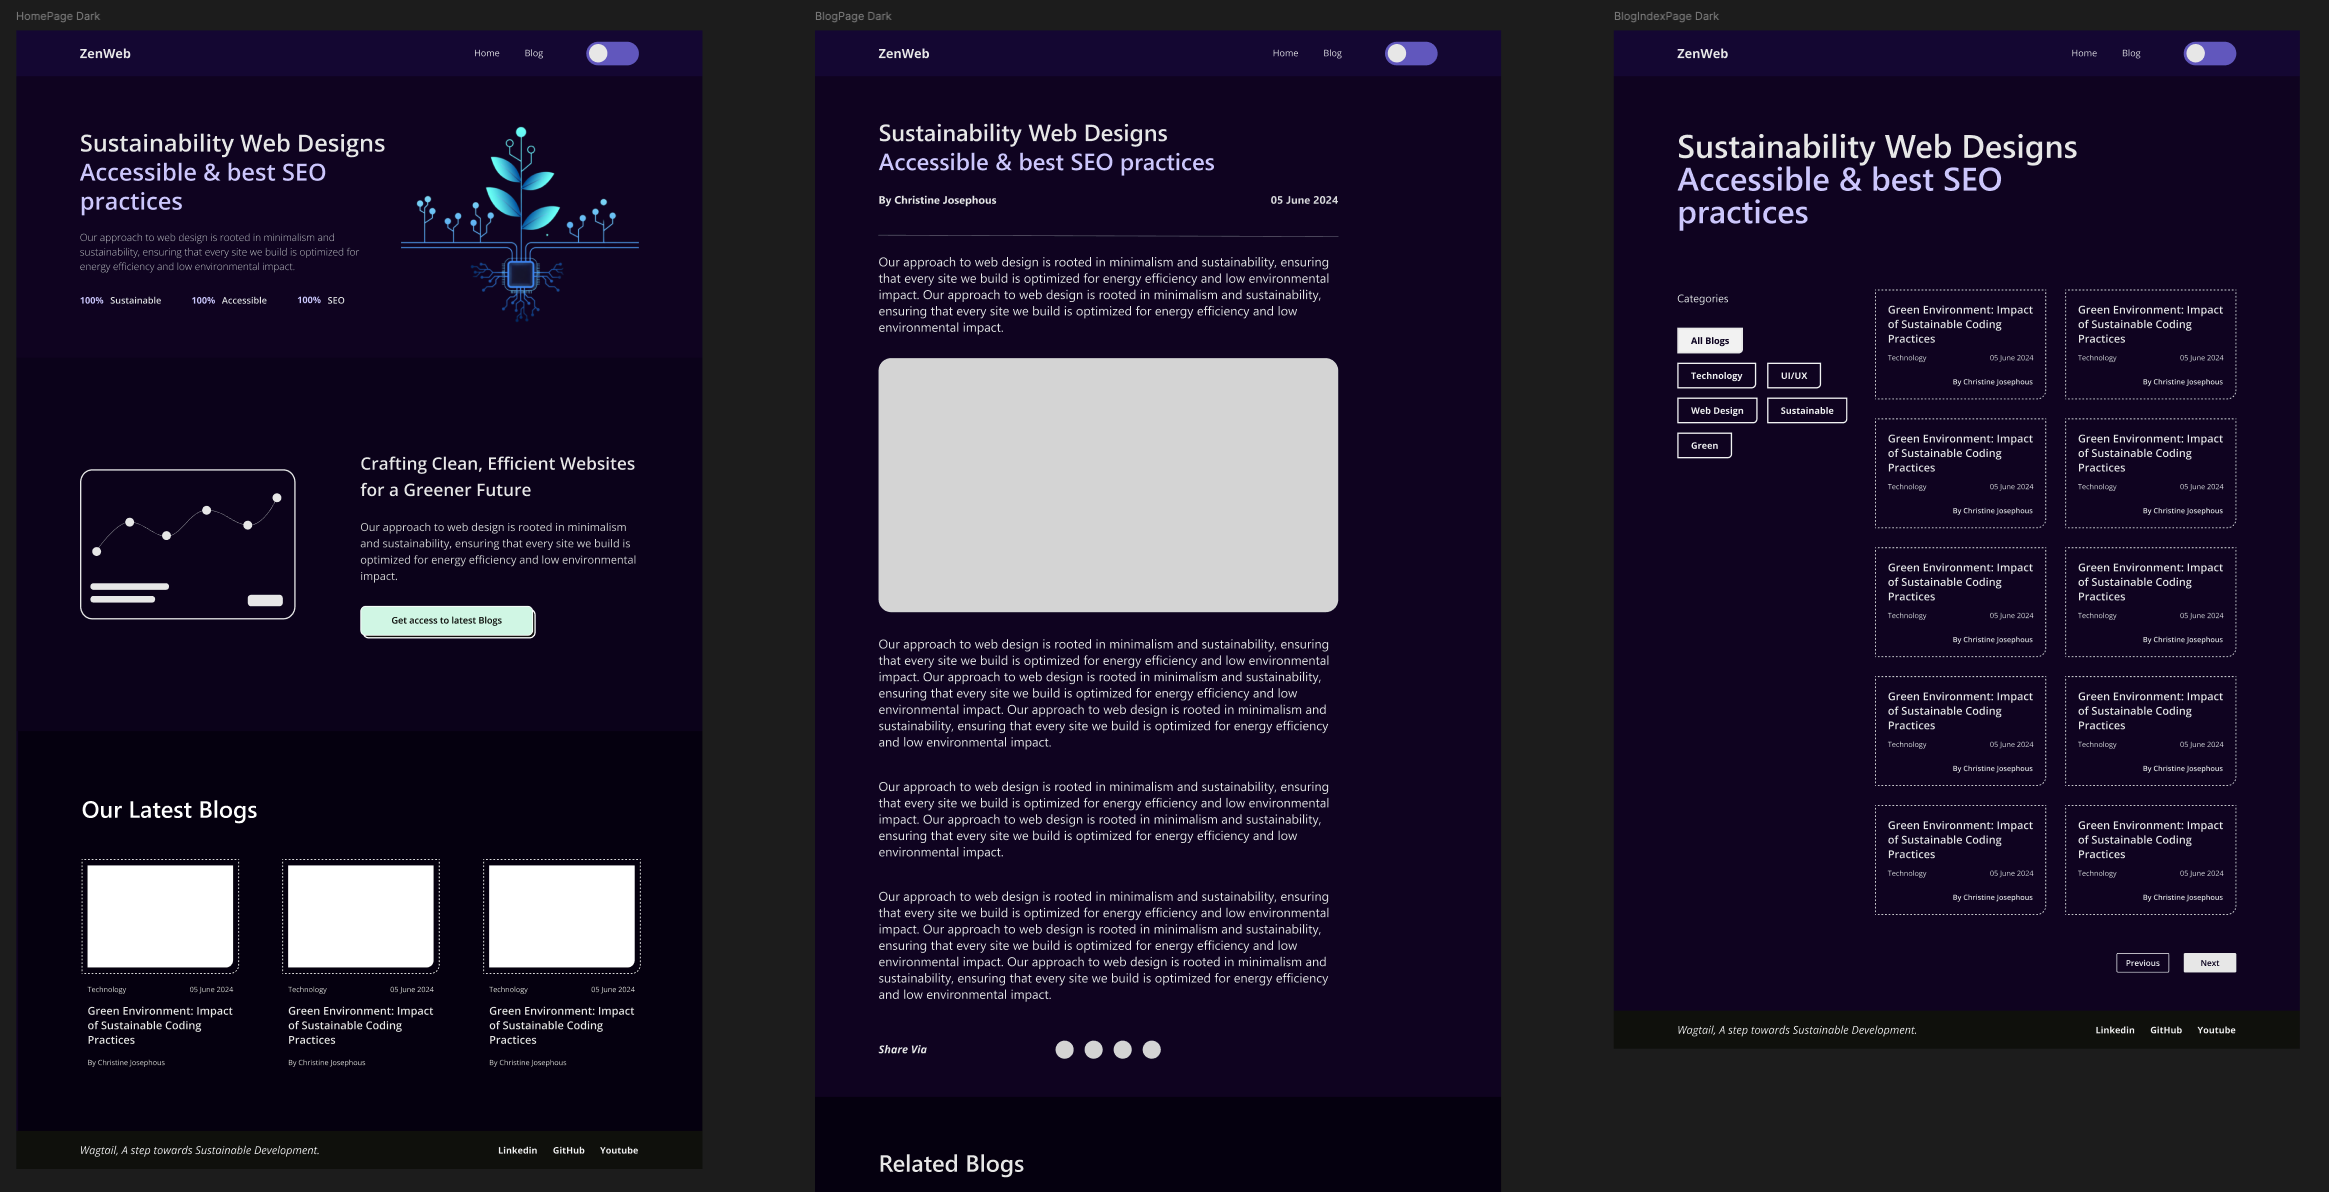 HomePage Dark
ZenWeb
Home
Blog
Sustainability Web Designs
Accessible & best SEO
practices
Our approach to web design is rooted in minimalism and
sustainability, ensuring that every site we build is optimized for
energy efficiency and low environmental impact.
100% Sustainable
100% Accessible
100% SEO
Crafting Clean, Efficient Websites
for a Greener Future
Our approach to web design is rooted in minimalism
and sustainability, ensuring that every site we build is
optimized for energy efficiency and low environmental
impact.
Get access to latest Blogs
Our Latest Blogs
Technology
05 June 2024
Green Environment: Impact
of Sustainable Coding
Practices
By Christine Josephous
Technology
05 June 2024
Green Environment: Impact
of Sustainable Coding
Practices
By Christine Josephous
Technology
05 June 2024
Green Environment: Impact
of Sustainable Coding
Practices
By Christine Josephous
Wagtail, A step towards Sustainable Development.
Linkedin
GitHub
Youtube
BlogPage Dark
ZenWeb
Home
Blog
Sustainability Web Designs
Accessible & best SEO practices
By Christine Josephous
05 June 2024
Our approach to web design is rooted in minimalism and sustainability, ensuring
that every site we build is optimized for energy efficiency and low environmental
impact. Our approach to web design is rooted in minimalism and sustainability,
ensuring that every site we build is optimized for energy efficiency and low
environmental impact.
Our approach to web design is rooted in minimalism and sustainability, ensuring
that every site we build is optimized for energy efficiency and low environmental
impact. Our approach to web design is rooted in minimalism and sustainability,
ensuring that every site we build is optimized for energy efficiency and low
environmental impact. Our approach to web design is rooted in minimalism and
sustainability, ensuring that every site we build is optimized for energy efficiency
and low environmental impact.
Our approach to web design is rooted in minimalism and sustainability, ensuring
that every site we build is optimized for energy efficiency and low environmental
impact. Our approach to web design is rooted in minimalism and sustainability,
ensuring that every site we build is optimized for energy efficiency and low
environmental impact.
Our approach to web design is rooted in minimalism and sustainability, ensuring
that every site we build is optimized for energy efficiency and low environmental
impact. Our approach to web design is rooted in minimalism and sustainability,
ensuring that every site we build is optimized for energy efficiency and low
environmental impact. Our approach to web design is rooted in minimalism and
sustainability, ensuring that every site we build is optimized for energy efficiency
and low environmental impact.
Share Via
Related Blogs
BlogIndexPage Dark
ZenWeb
Home
Blog
Sustainability Web Designs
Accessible & best SEO
practices
Categories
All Blogs
Technology
UI/UX
Web Design
Sustainable
Green
Green Environment: Impact
of Sustainable Coding
Practices
Technology
05 June 2024
By Christine Josephous
Green Environment: Impact
of Sustainable Coding
Practices
Technology
05 June 2024
By Christine Josephous
Green Environment: Impact
of Sustainable Coding
Practices
Technology
05 June 2024
By Christine Josephous
Green Environment: Impact
of Sustainable Coding
Practices
Technology
05 June 2024
By Christine Josephous
Green Environment: Impact
of Sustainable Coding
Practices
Technology
05 June 2024
By Christine Josephous
Green Environment: Impact
of Sustainable Coding
Practices
Technology
05 June 2024
By Christine Josephous
Green Environment: Impact
of Sustainable Coding
Practices
Technology
05 June 2024
By Christine Josephous
Green Environment: Impact
of Sustainable Coding
Practices
Technology
05 June 2024
By Christine Josephous
Green Environment: Impact
of Sustainable Coding
Practices
Technology
05 June 2024
By Christine Josephous
Green Environment: Impact
of Sustainable Coding
Practices
Technology
05 June 2024
By Christine Josephous
Previous
Next
Wagtail, A step towards Sustainable Development.
Linkedin
GitHub
Youtube